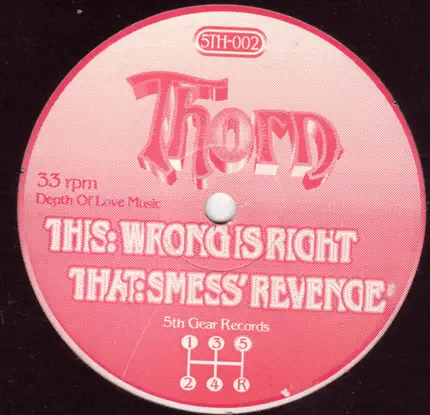 5TH-002
Thorn
33 rpm
Depth Of Love Music
THIS: WRONG IS RIGHT
THAT: SMESS' REVENGE
5th Gear Records
1 3 5
2 4 R